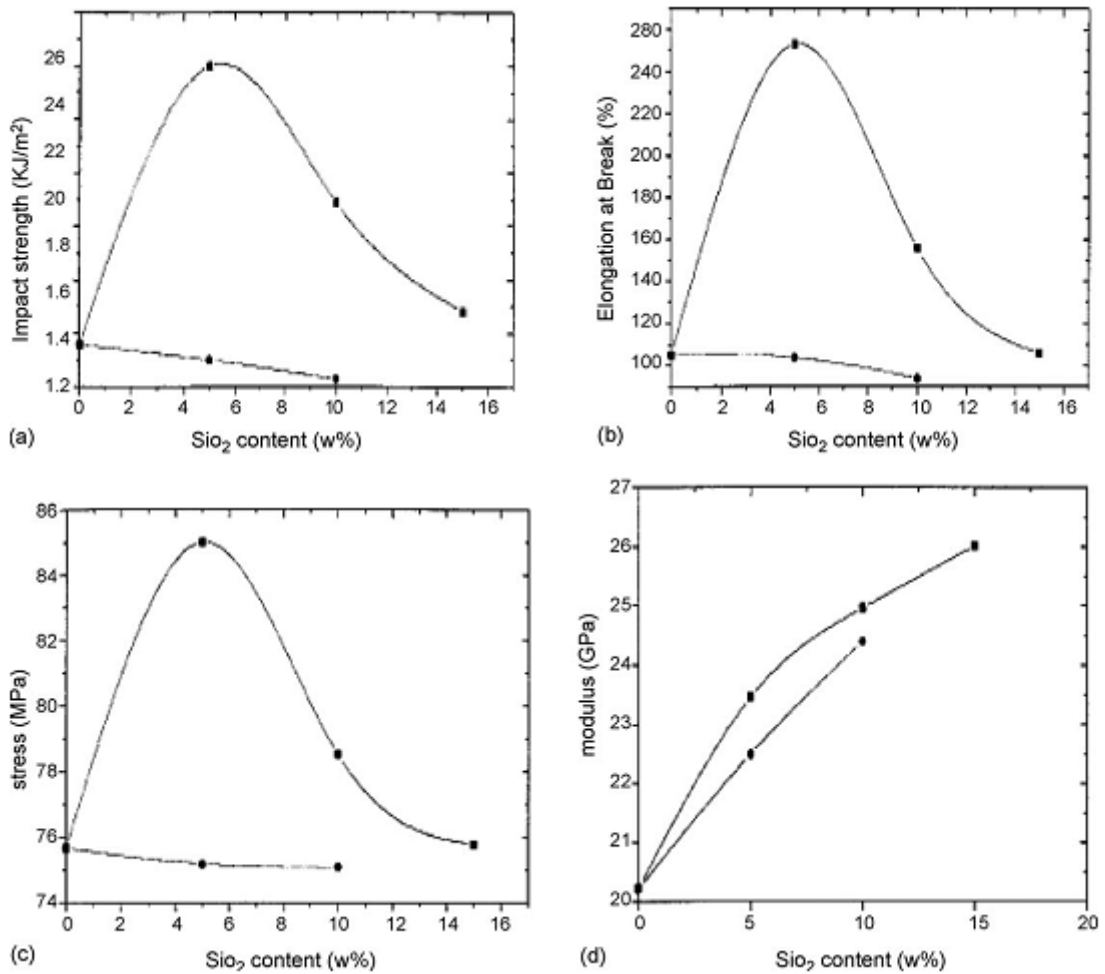 Impact strength (KJ/m²)
26
24
22
20
1.8
1.6
1.4
1.2
0 2 4 6 8 10 12 14 16
(a) Sio₂ content (w%)
Elongation at Break (%)
280
260
240
220
200
180
160
140
120
100
0 2 4 6 8 10 12 14 16
(b) Sio₂ content (w%)
stress (MPa)
86
84
82
80
78
76
74
0 2 4 6 8 10 12 14 16
(c) Sio₂ content (w%)
modulus (GPa)
27
26
25
24
23
22
21
20
0 5 10 15 20
(d) Sio₂ content (w%)